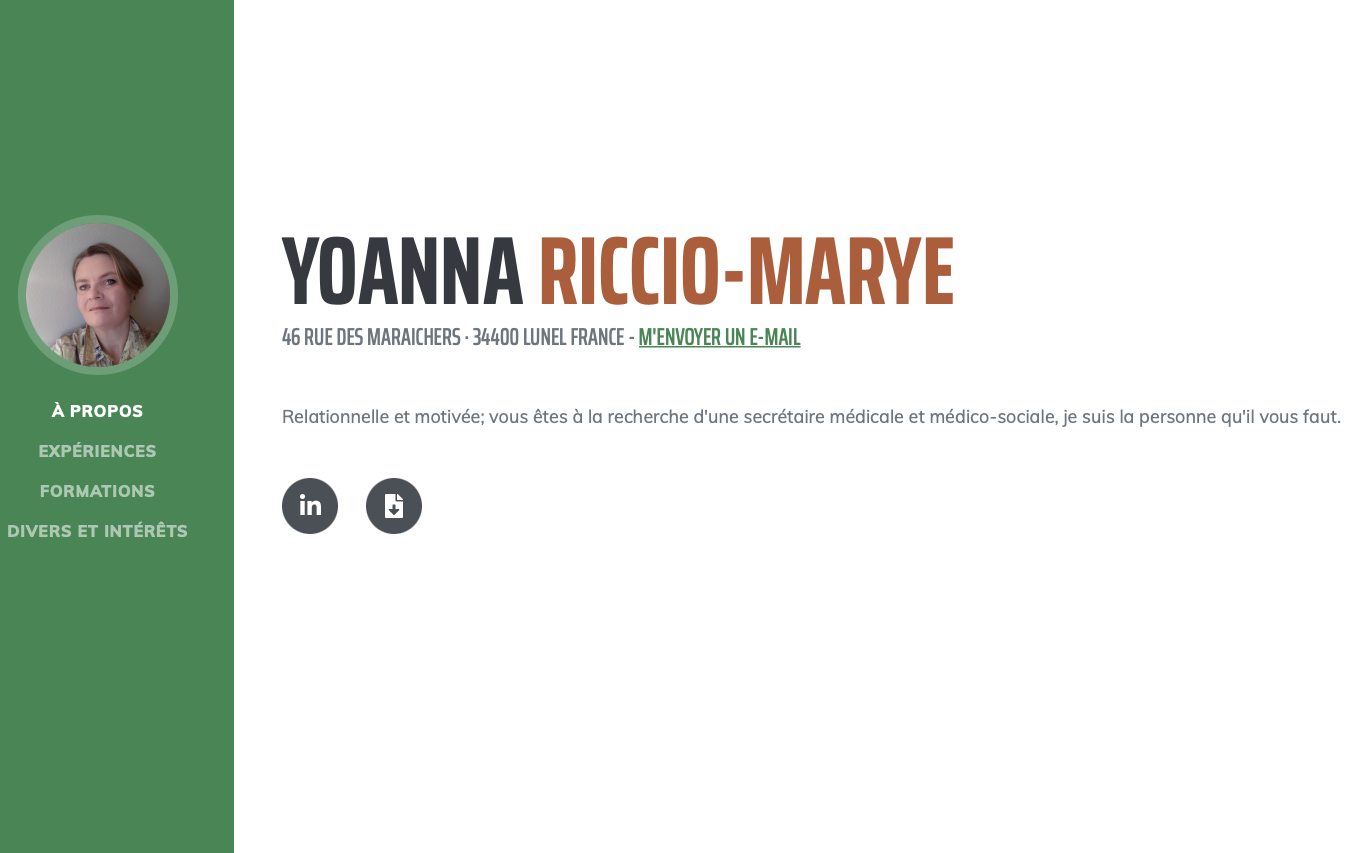 À PROPOS
EXPÉRIENCES
FORMATIONS
DIVERS ET INTÉRÊTS
YOANNA RICCIO-MARYE
46 RUE DES MARAICHERS · 34400 LUNEL FRANCE - M'ENVOYER UN E-MAIL
Relationnelle et motivée; vous êtes à la recherche d'une secrétaire médicale et médico-sociale, je suis la personne qu'il vous faut.
in